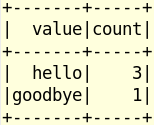 +-------+-----+
|  value|count|
+-------+-----+
|  hello|    3|
|goodbye|    1|
+-------+-----+